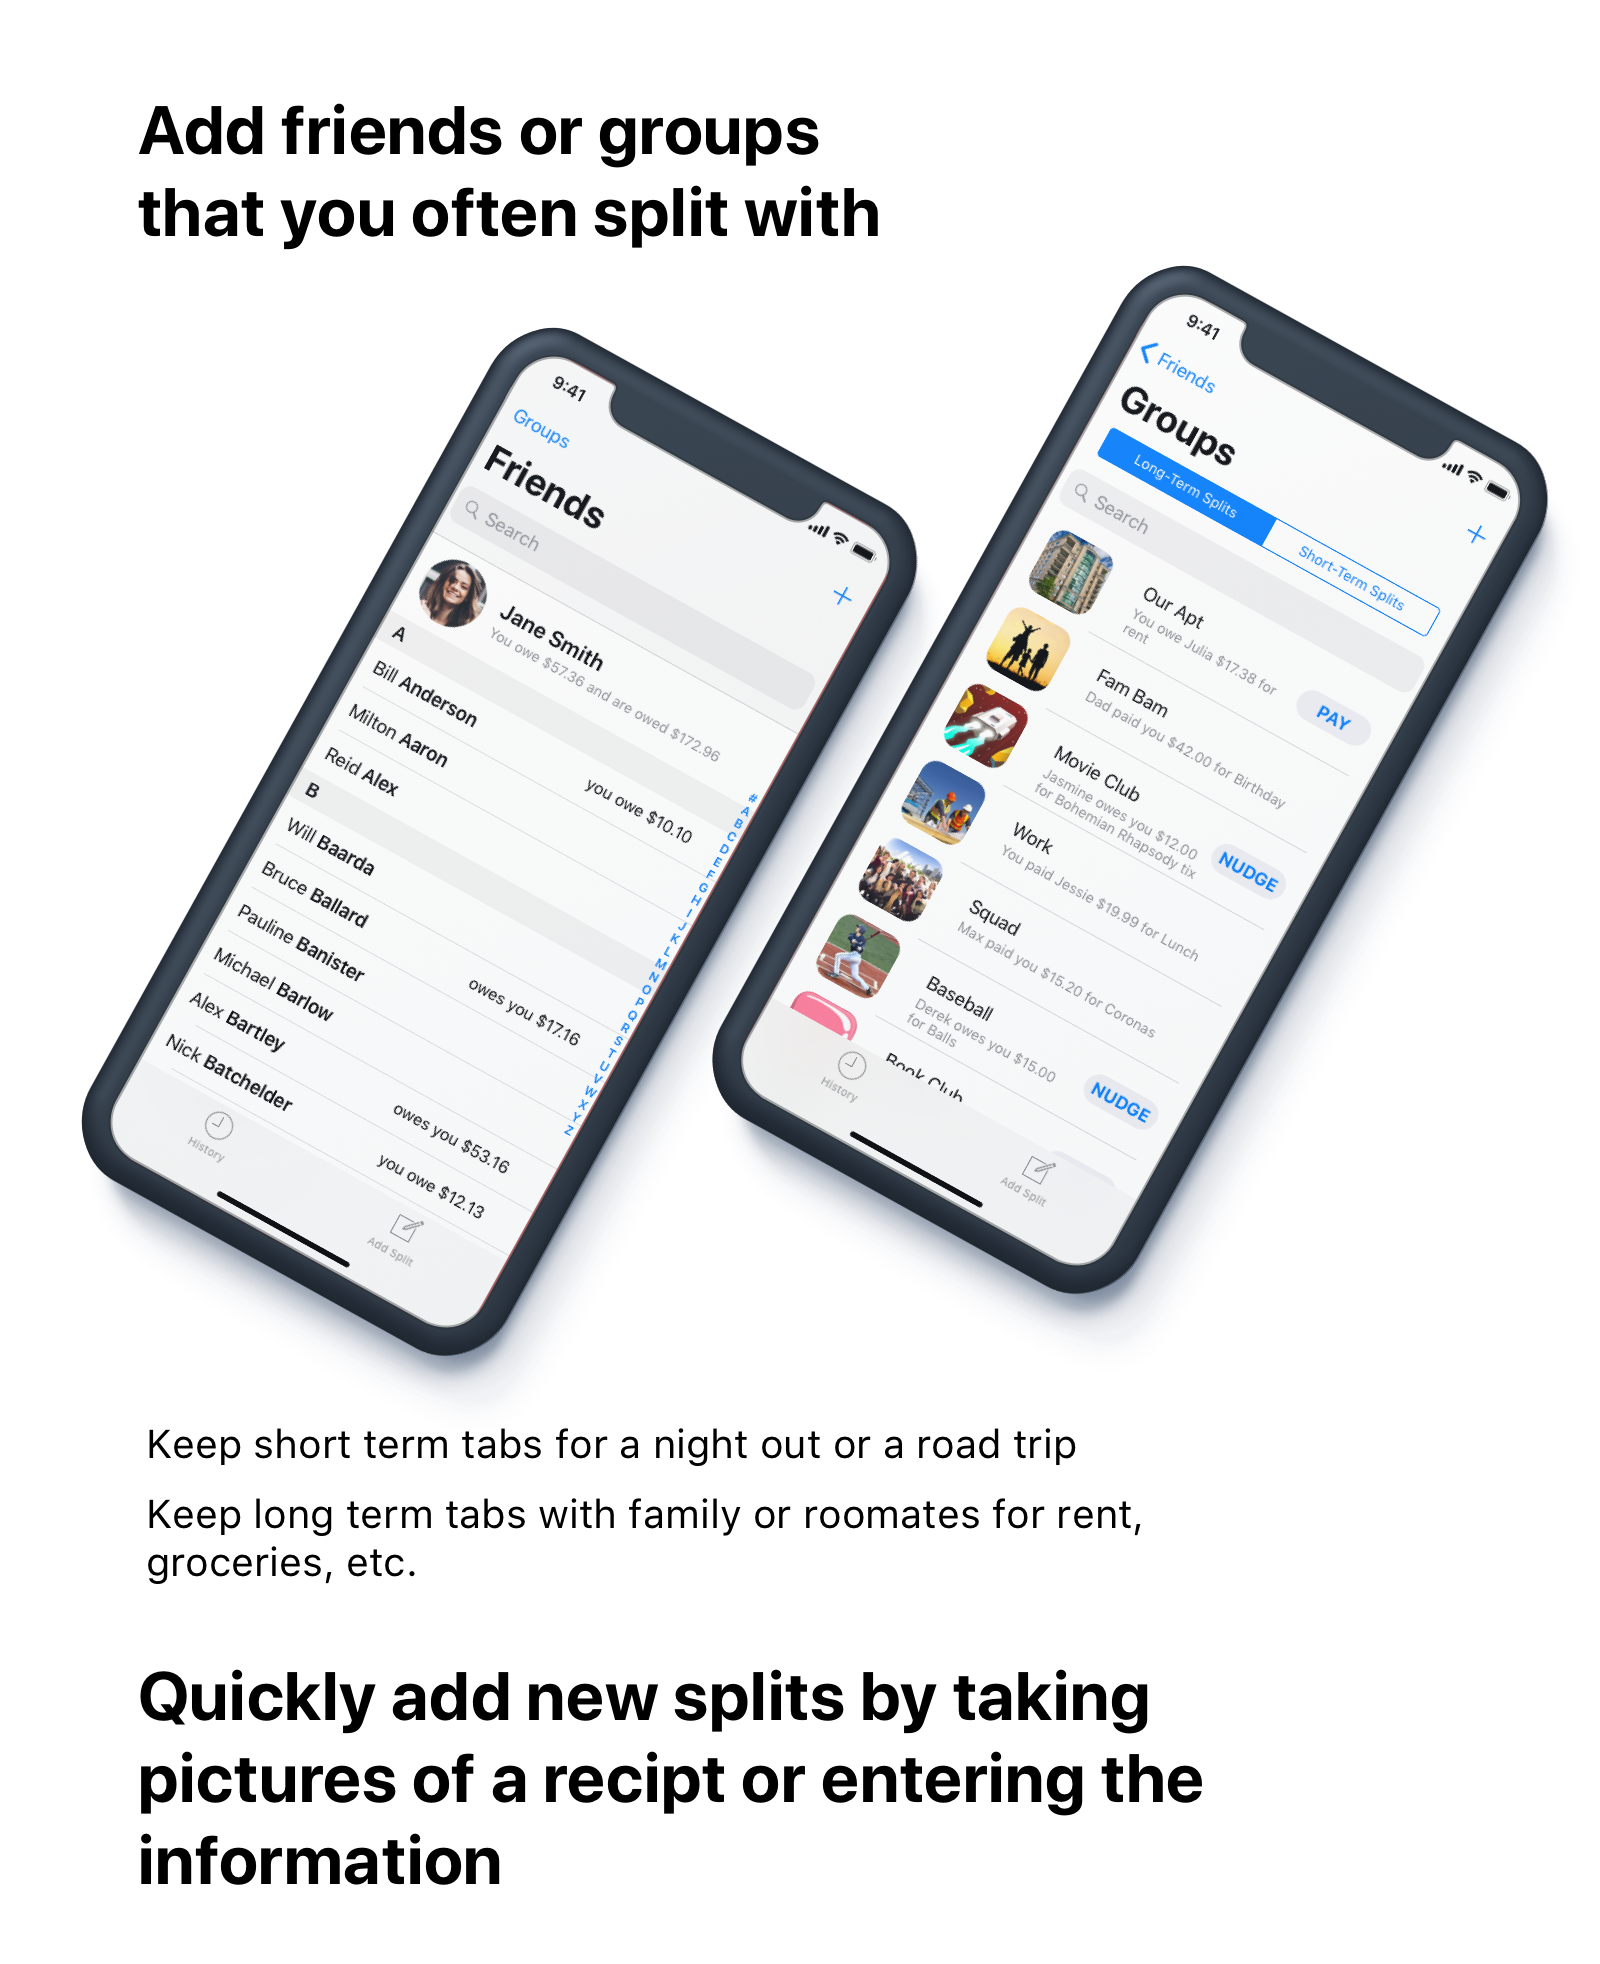 Add friends or groups
that you often split with
9:41
Groups
Friends
Search
Jane Smith
You owe $57.36 and are owed $172.96
A
Bill Anderson you owe $10.10
Milton Aaron
Reid Alex
B
Will Baarda
Bruce Ballard owes you $17.16
Pauline Banister
Michael Barlow
Alex Bartley owes you $53.16
Nick Batchelder you owe $12.13
#
A
B
C
D
E
F
G
H
I
J
K
L
M
N
O
P
Q
R
S
T
U
V
W
X
Y
Z
History
Add Split
9:41
Friends
Groups
Long-Term Splits
Short-Term Splits
Search
Our Apt
You owe Julia $17.38 for
rent
PAY
Fam Bam
Dad paid you $42.00 for Birthday
Movie Club
Jasmine owes you $12.00
for Bohemian Rhapsody tix
NUDGE
Work
You paid Jessie $19.99 for Lunch
Squad
Max paid you $15.20 for Coronas
Baseball
Derek owes you $15.00
for Balls
NUDGE
Book Club
History
Add Split
Keep short term tabs for a night out or a road trip
Keep long term tabs with family or roomates for rent,
groceries, etc.
Quickly add new splits by taking
pictures of a recipt or entering the
information